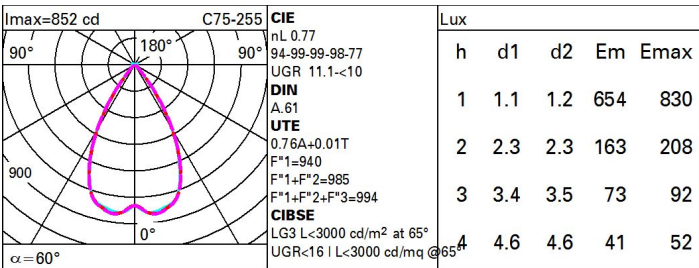 Imax=852 cd C75-255
90° 180° 90°
900
0°
α=60°
CIE
nL 0.77
94-99-99-98-77
UGR 11.1-<10
DIN
A.61
UTE
0.76A+0.01T
F"1=940
F"1+F"2=985
F"1+F"2+F"3=994
CIBSE
LG3 L<3000 cd/m² at 65°
UGR<16 | L<3000 cd/mq @65°
Lux
h d1 d2 Em Emax
1 1.1 1.2 654 830
2 2.3 2.3 163 208
3 3.4 3.5 73 92
4 4.6 4.6 41 52